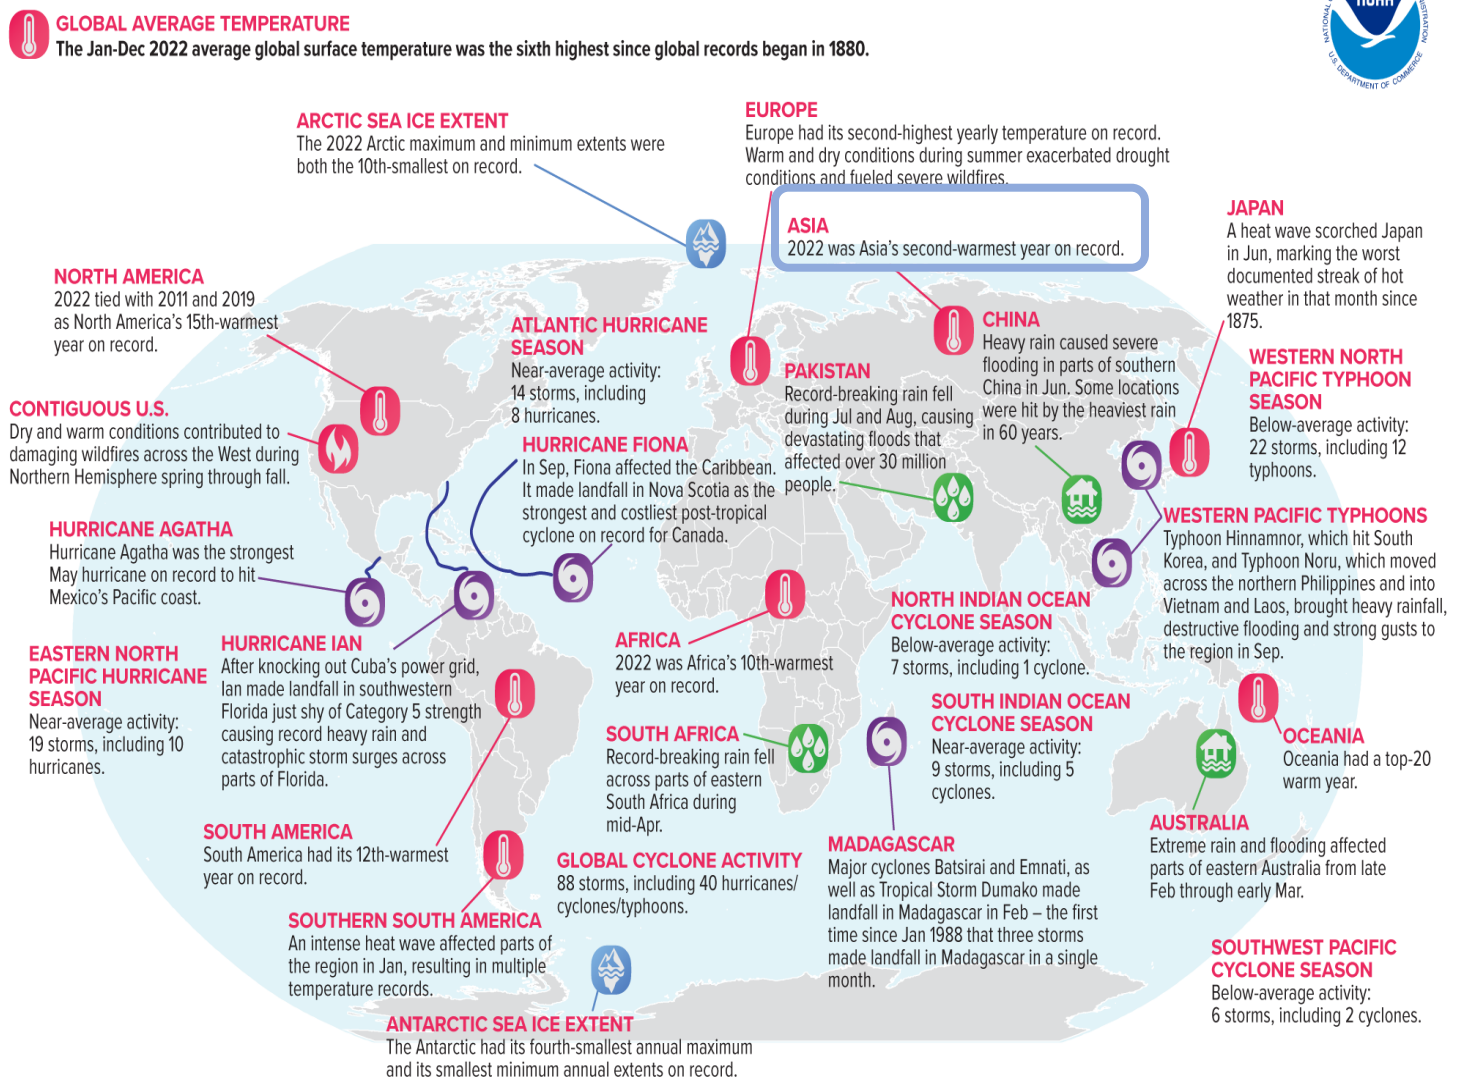 GLOBAL AVERAGE TEMPERATURE
The Jan-Dec 2022 average global surface temperature was the sixth highest since global records began in 1880.
NATIONAL
STRATION
U.S. DEPARTMENT OF COMMERCE
ARCTIC SEA ICE EXTENT
The 2022 Arctic maximum and minimum extents were
both the 10th-smallest on record.
EUROPE
Europe had its second-highest yearly temperature on record.
Warm and dry conditions during summer exacerbated drought
conditions and fueled severe wildfires.
ASIA
2022 was Asia's second-warmest year on record.
JAPAN
A heat wave scorched Japan
in Jun, marking the worst
documented streak of hot
weather in that month since
1875.
NORTH AMERICA
2022 tied with 2011 and 2019
as North America's 15th-warmest
year on record.
ATLANTIC HURRICANE
SEASON
Near-average activity:
14 storms, including
8 hurricanes.
CHINA
Heavy rain caused severe
flooding in parts of southern
China in Jun. Some locations
were hit by the heaviest rain
in 60 years.
PAKISTAN
Record-breaking rain fell
during Jul and Aug, causing
devastating floods that
affected over 30 million
people.
WESTERN NORTH
PACIFIC TYPHOON
SEASON
Below-average activity:
22 storms, including 12
typhoons.
CONTIGUOUS U.S.
Dry and warm conditions contributed to
damaging wildfires across the West during
Northern Hemisphere spring through fall.
HURRICANE FIONA
In Sep, Fiona affected the Caribbean.
It made landfall in Nova Scotia as the
strongest and costliest post-tropical
cyclone on record for Canada.
HURRICANE AGATHA
Hurricane Agatha was the strongest
May hurricane on record to hit
Mexico's Pacific coast.
WESTERN PACIFIC TYPHOONS
Typhoon Hinnamnor, which hit South
Korea, and Typhoon Noru, which moved
across the northern Philippines and into
Vietnam and Laos, brought heavy rainfall,
destructive flooding and strong gusts to
the region in Sep.
EASTERN NORTH
PACIFIC HURRICANE
SEASON
Near-average activity:
19 storms, including 10
hurricanes.
HURRICANE IAN
After knocking out Cuba's power grid,
Ian made landfall in southwestern
Florida just shy of Category 5 strength
causing record heavy rain and
catastrophic storm surges across
parts of Florida.
AFRICA
2022 was Africa's 10th-warmest
year on record.
NORTH INDIAN OCEAN
CYCLONE SEASON
Below-average activity:
7 storms, including 1 cyclone.
SOUTH INDIAN OCEAN
CYCLONE SEASON
Near-average activity:
9 storms, including 5
cyclones.
SOUTH AFRICA
Record-breaking rain fell
across parts of eastern
South Africa during
mid-Apr.
OCEANIA
Oceania had a top-20
warm year.
SOUTH AMERICA
South America had its 12th-warmest
year on record.
GLOBAL CYCLONE ACTIVITY
88 storms, including 40 hurricanes/
cyclones/typhoons.
MADAGASCAR
Major cyclones Batsirai and Emnati, as
well as Tropical Storm Dumako made
landfall in Madagascar in Feb – the first
time since Jan 1988 that three storms
made landfall in Madagascar in a single
month.
AUSTRALIA
Extreme rain and flooding affected
parts of eastern Australia from late
Feb through early Mar.
SOUTHERN SOUTH AMERICA
An intense heat wave affected parts of
the region in Jan, resulting in multiple
temperature records.
SOUTHWEST PACIFIC
CYCLONE SEASON
Below-average activity:
6 storms, including 2 cyclones.
ANTARCTIC SEA ICE EXTENT
The Antarctic had its fourth-smallest annual maximum
and its smallest minimum annual extents on record.